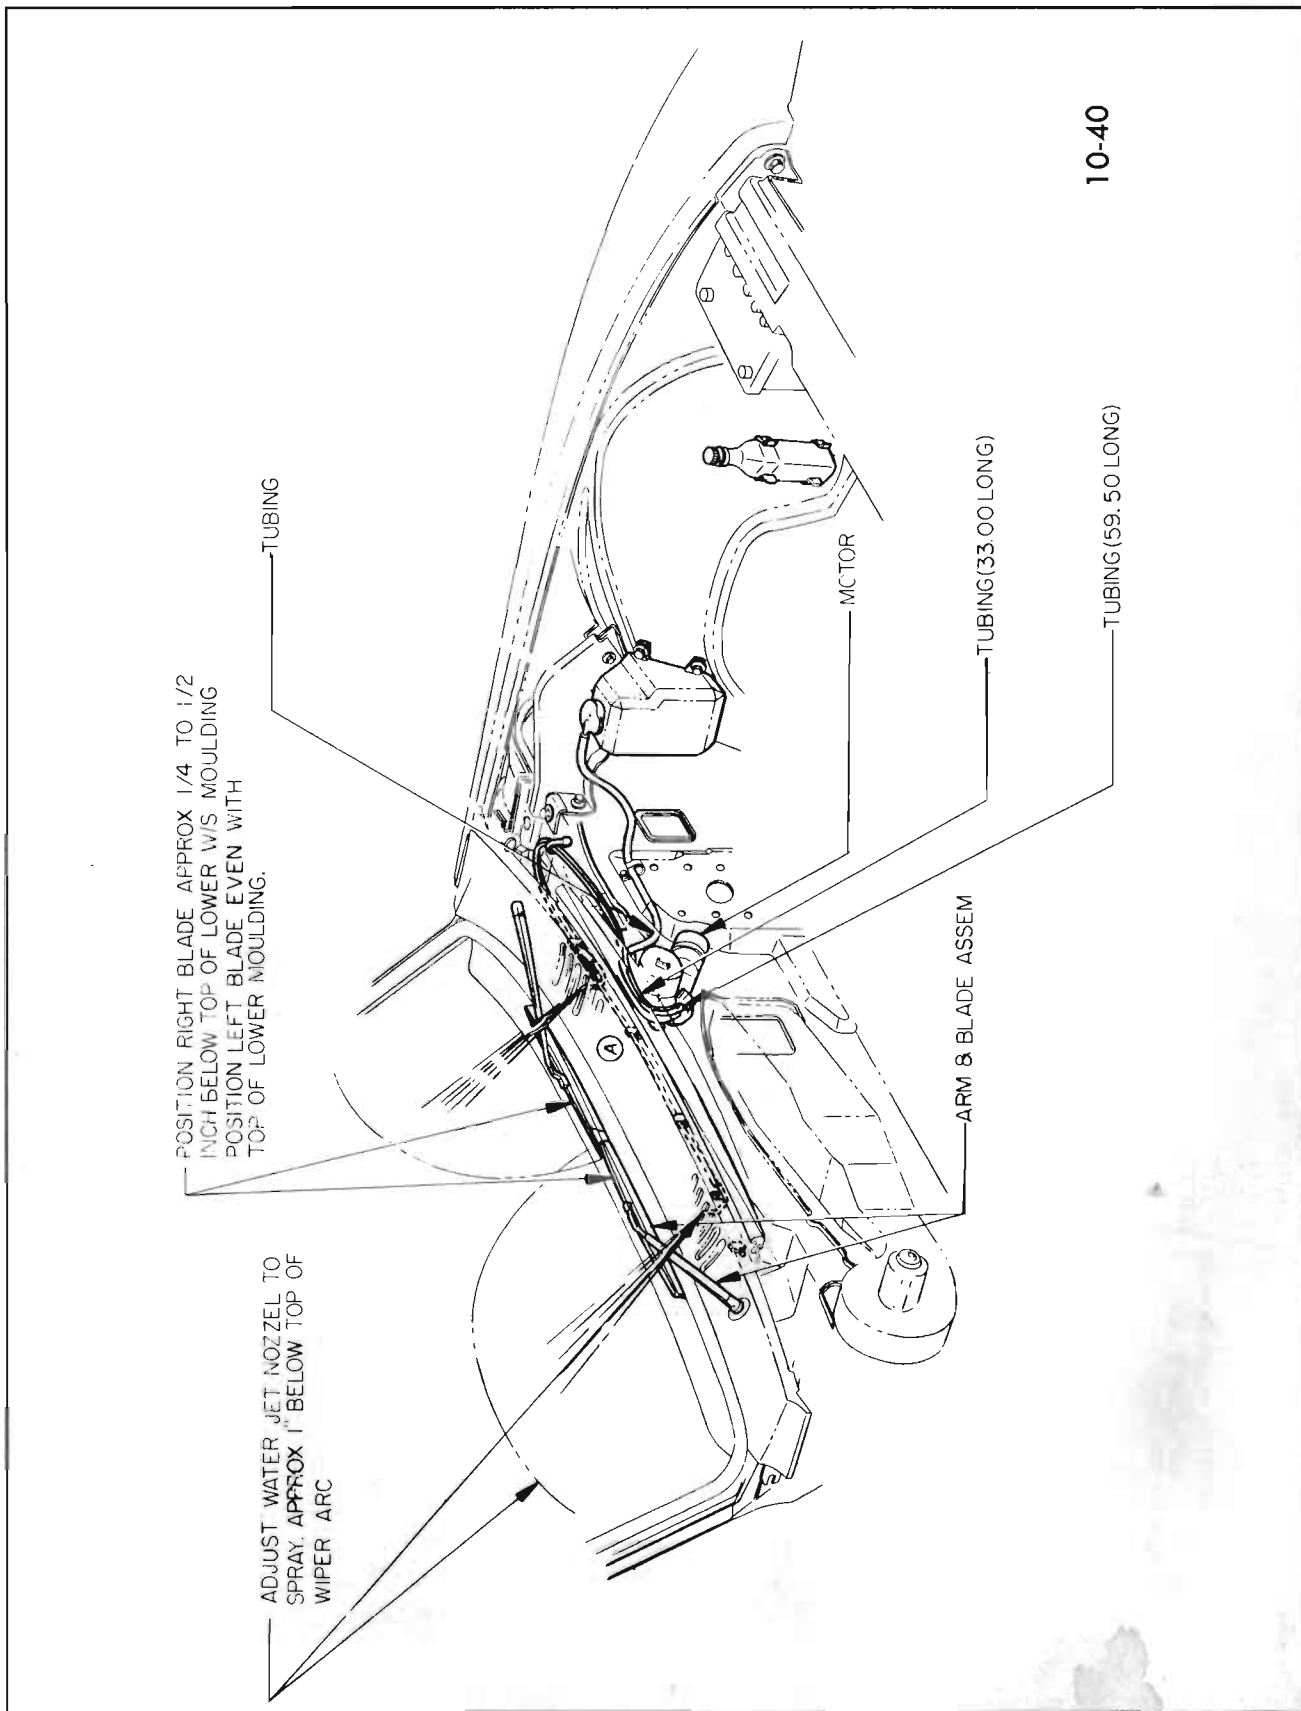 ADJUST WATER JET NOZZEL TO
SPRAY. APPROX 1" BELOW TOP OF
WIPER ARC
POSITION RIGHT BLADE APPROX 1/4 TO 1/2
INCH BELOW TOP OF LOWER W/S MOULDING
POSITION LEFT BLADE EVEN WITH
TOP OF LOWER MOULDING.
TUBING
A
MOTOR
TUBING(33.00 LONG)
TUBING(59.50 LONG)
ARM & BLADE ASSEM
10-40